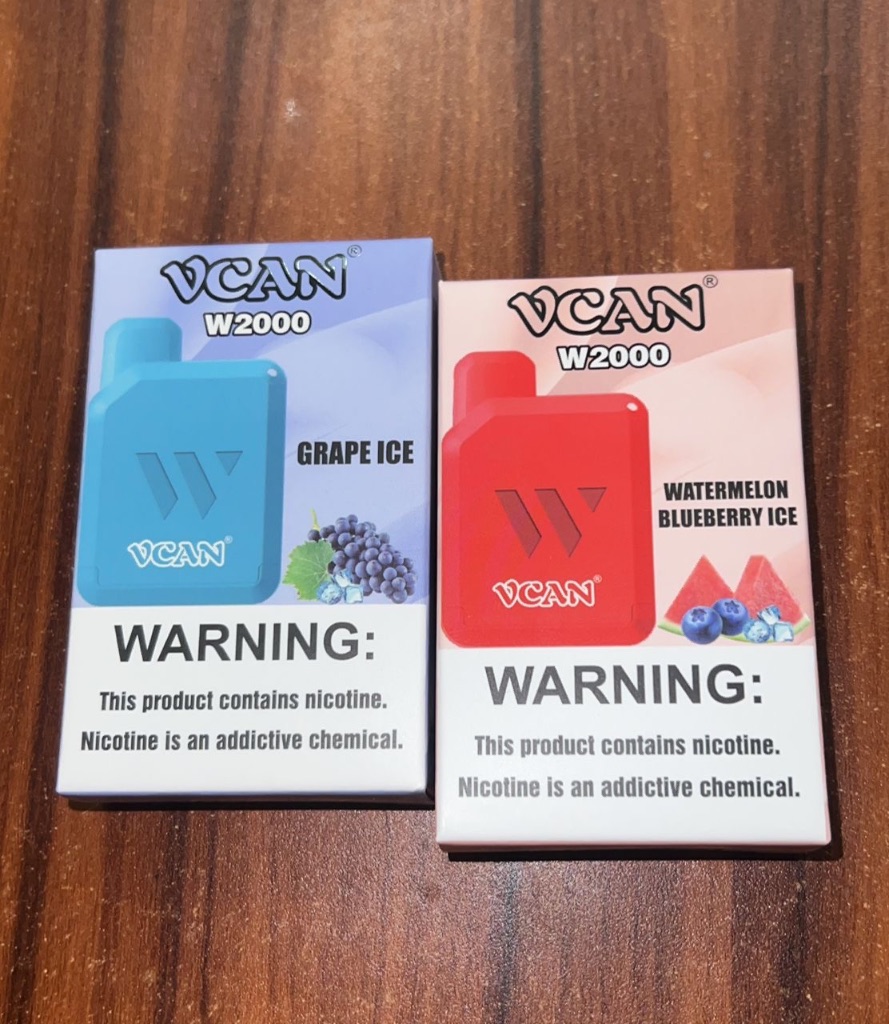 VCAN®
W2000
GRAPE ICE
W
VCAN®
WARNING:
This product contains nicotine.
Nicotine is an addictive chemical.
VCAN®
W2000
WATERMELON
BLUEBERRY ICE
W
VCAN®
WARNING:
This product contains nicotine.
Nicotine is an addictive chemical.